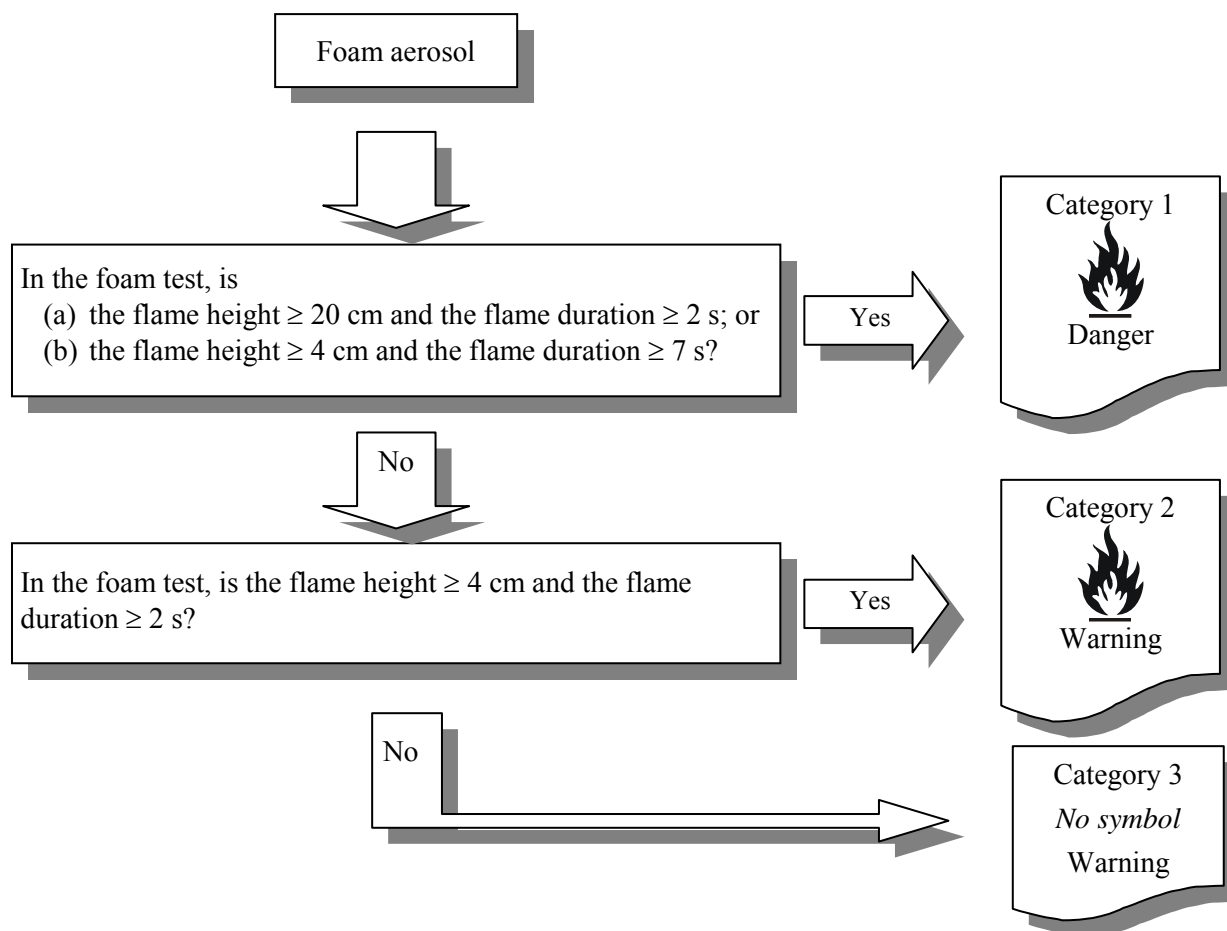 Foam aerosol
Category 1
Danger
In the foam test, is
(a) the flame height ≥ 20 cm and the flame duration ≥ 2 s; or
(b) the flame height ≥ 4 cm and the flame duration ≥ 7 s?
Yes
No
Category 2
Warning
In the foam test, is the flame height ≥ 4 cm and the flame
duration ≥ 2 s?
Yes
No
Category 3
No symbol
Warning